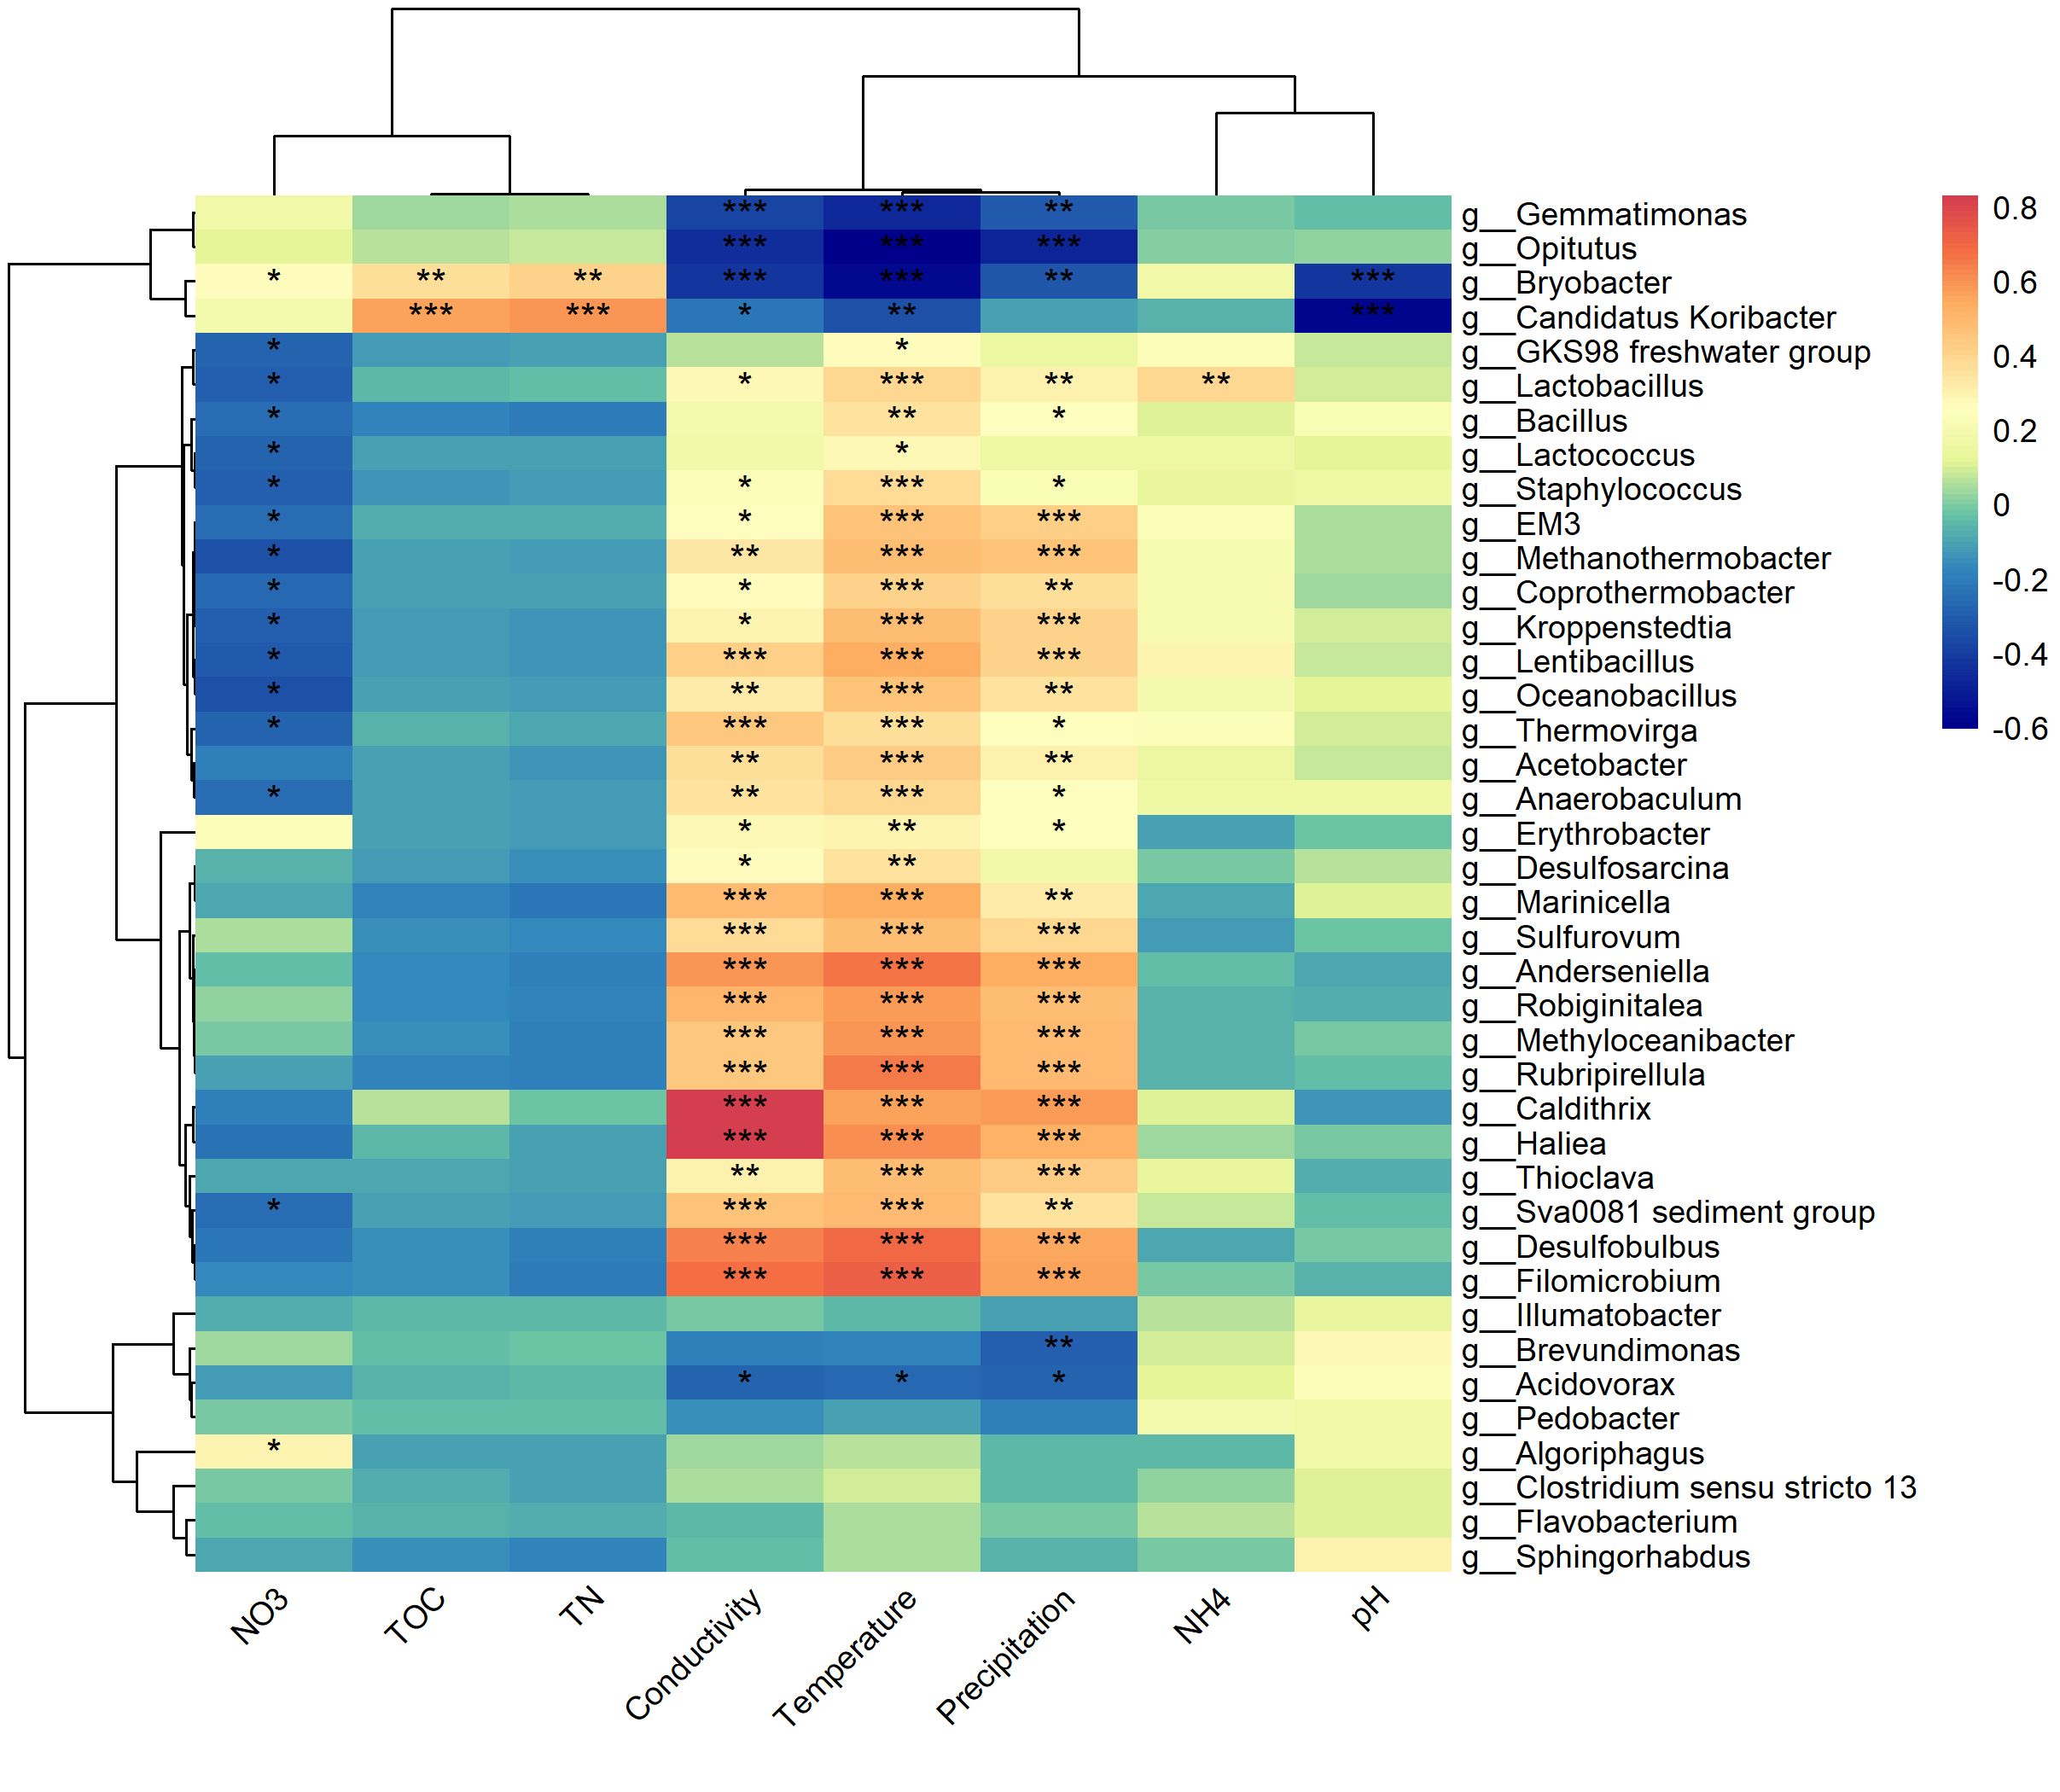 *** *** ** g__Gemmatimonas
*** *** *** g__Opitutus
* ** ** *** *** ** *** g__Bryobacter
*** *** * ** *** g__Candidatus Koribacter
* * g__GKS98 freshwater group
* * *** ** ** g__Lactobacillus
* ** * g__Bacillus
* * g__Lactococcus
* * *** * g__Staphylococcus
* * *** *** g__EM3
* ** *** *** g__Methanothermobacter
* * *** ** g__Coprothermobacter
* * *** *** g__Kroppenstedtia
* *** *** *** g__Lentibacillus
* ** *** ** g__Oceanobacillus
* *** *** * g__Thermovirga
** *** ** g__Acetobacter
* ** *** * g__Anaerobaculum
* ** * g__Erythrobacter
* ** g__Desulfosarcina
*** *** ** g__Marinicella
*** *** *** g__Sulfurovum
*** *** *** g__Anderseniella
*** *** *** g__Robiginitalea
*** *** *** g__Methyloceanibacter
*** *** *** g__Rubripirellula
*** *** *** g__Caldithrix
*** *** *** g__Haliea
** *** *** g__Thioclava
* *** *** ** g__Sva0081 sediment group
*** *** *** g__Desulfobulbus
*** *** *** g__Filomicrobium
g__Illumatobacter
** g__Brevundimonas
* * * g__Acidovorax
g__Pedobacter
* g__Algoriphagus
g__Clostridium sensu stricto 13
g__Flavobacterium
g__Sphingorhabdus
0.8
0.6
0.4
0.2
0
-0.2
-0.4
-0.6
NO3
TOC
TN
Conductivity
Temperature
Precipitation
NH4
pH